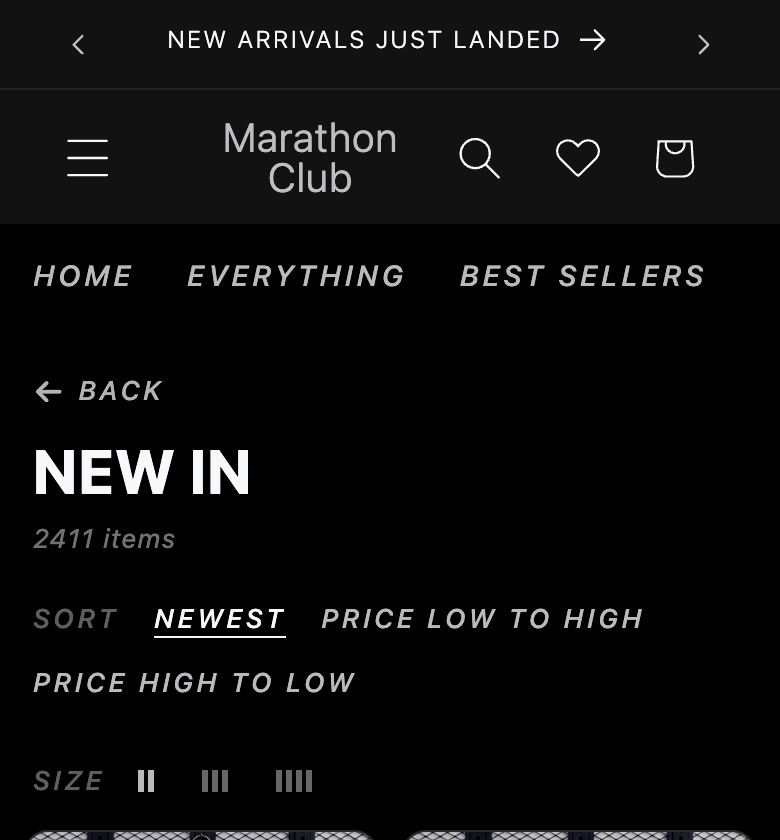 NEW ARRIVALS JUST LANDED
Marathon
Club
HOME EVERYTHING BEST SELLERS
BACK
NEW IN
2411 items
SORT NEWEST PRICE LOW TO HIGH
PRICE HIGH TO LOW
SIZE